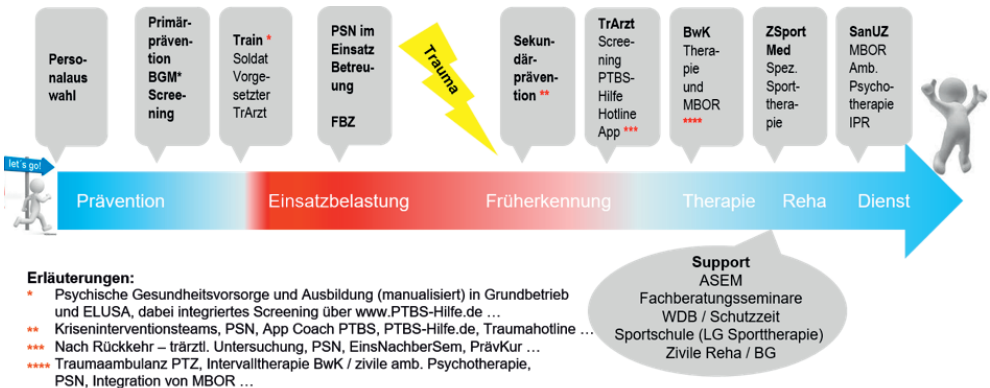 Perso-
nalaus
wahl
Primär-
präven-
tion
BGM*
Scree-
ning
Train *
Soldat
Vorge-
setzter
TrArzt
PSN im
Einsatz
Betreu-
ung
FBZ
Trauma
Sekun-
därpr-
präven-
tion **
TrArzt
Scree-
ning
PTBS-
Hilfe
Hotline
App ***
BwK
Thera-
pie
und
MBOR
****
ZSport
Med
Spez.
Sport-
thera-
pie
SanUZ
MBOR
Amb.
Psycho-
therapie
IPR
let´s go!
Prävention
Einsatzbelastung
Früherkennung
Therapie
Reha
Dienst
Support
ASEM
Fachberatungsseminare
WDB / Schutzzeit
Sportschule (LG Sporttherapie)
Zivile Reha / BG
Erläuterungen:
* Psychische Gesundheitsvorsorge und Ausbildung (manualisiert) in Grundbetrieb
und ELUSA, dabei integriertes Screening über www.PTBS-Hilfe.de ...
** Kriseninterventionsteams, PSN, App Coach PTBS, PTBS-Hilfe.de, Traumahotline ...
*** Nach Rückkehr – trärztl. Untersuchung, PSN, EinsNachberSem, PrävKur ...
**** Traumaambulanz PTZ, Intervalltherapie BwK / zivile amb. Psychotherapie,
PSN, Integration von MBOR ...